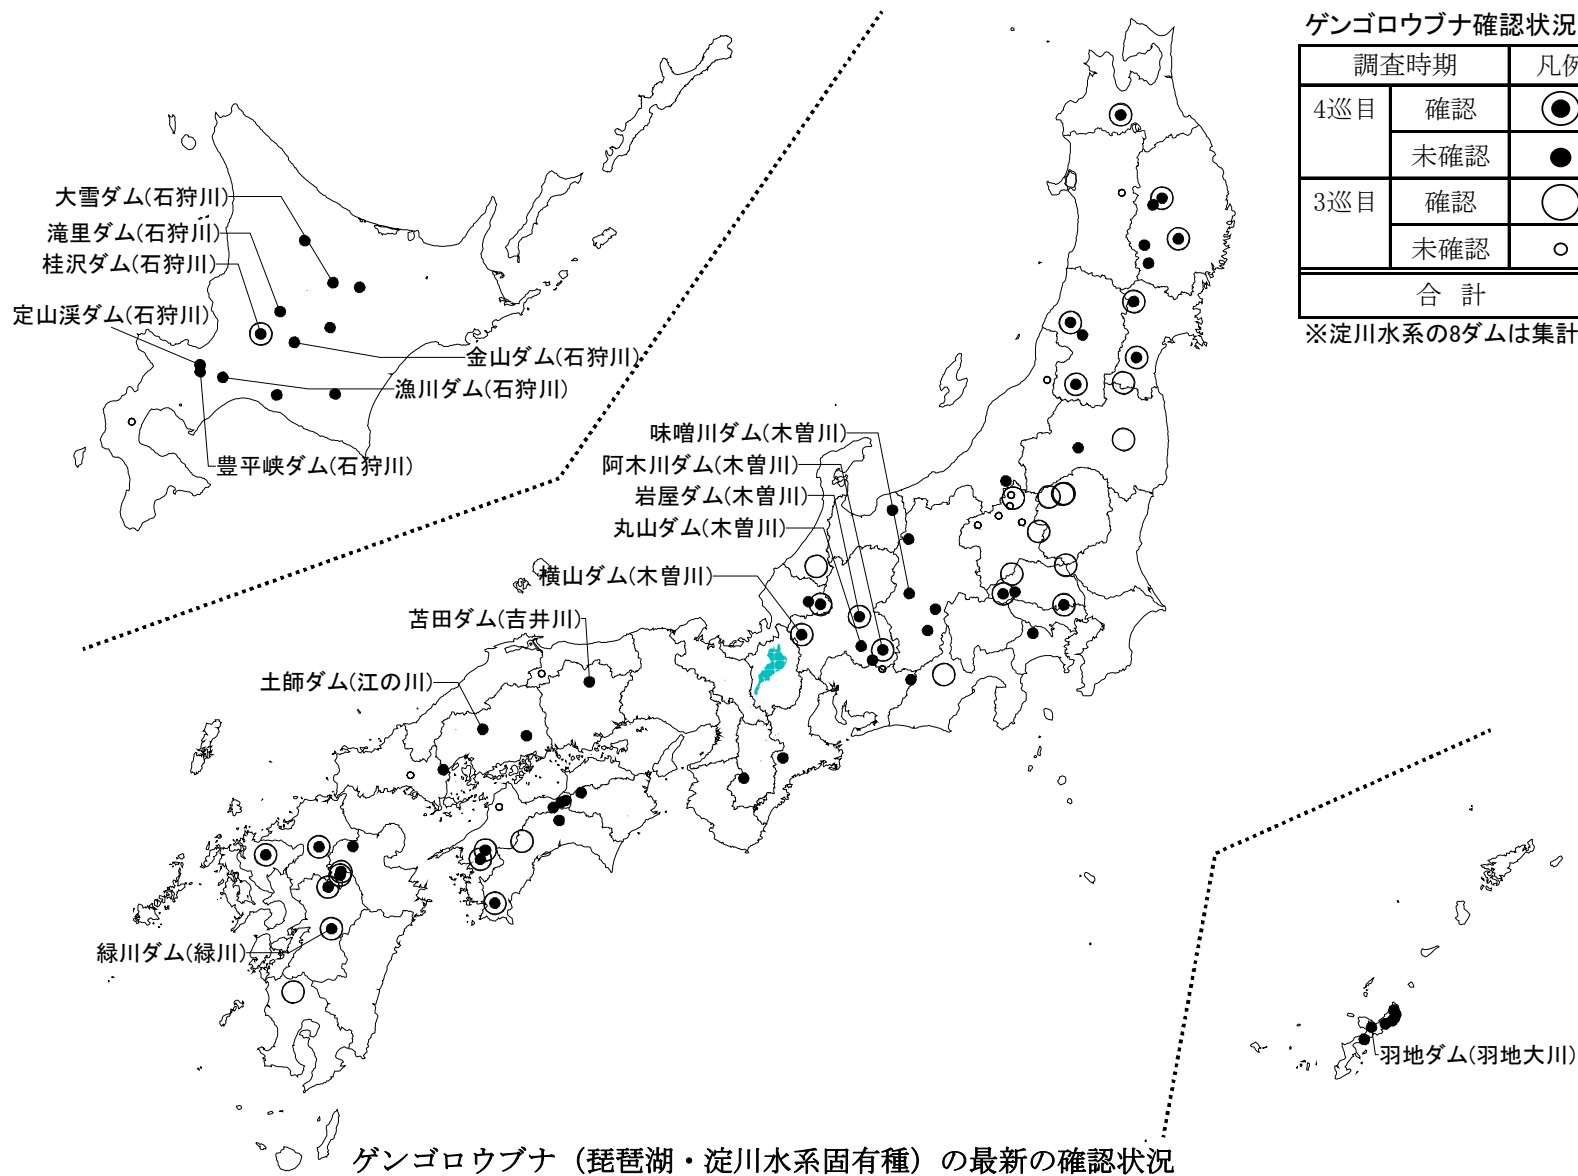 ゲンゴロウブナ確認状況
調査時期 凡例
4巡目 確認
未確認
3巡目 確認
未確認
合 計
※淀川水系の8ダムは集計
大雪ダム(石狩川)
滝里ダム(石狩川)
桂沢ダム(石狩川)
定山渓ダム(石狩川)
金山ダム(石狩川)
漁川ダム(石狩川)
豊平峡ダム(石狩川)
味噌川ダム(木曽川)
阿木川ダム(木曽川)
岩屋ダム(木曽川)
丸山ダム(木曽川)
横山ダム(木曽川)
苫田ダム(吉井川)
土師ダム(江の川)
緑川ダム(緑川)
羽地ダム(羽地大川)
ゲンゴロウブナ（琵琶湖・淀川水系固有種）の最新の確認状況